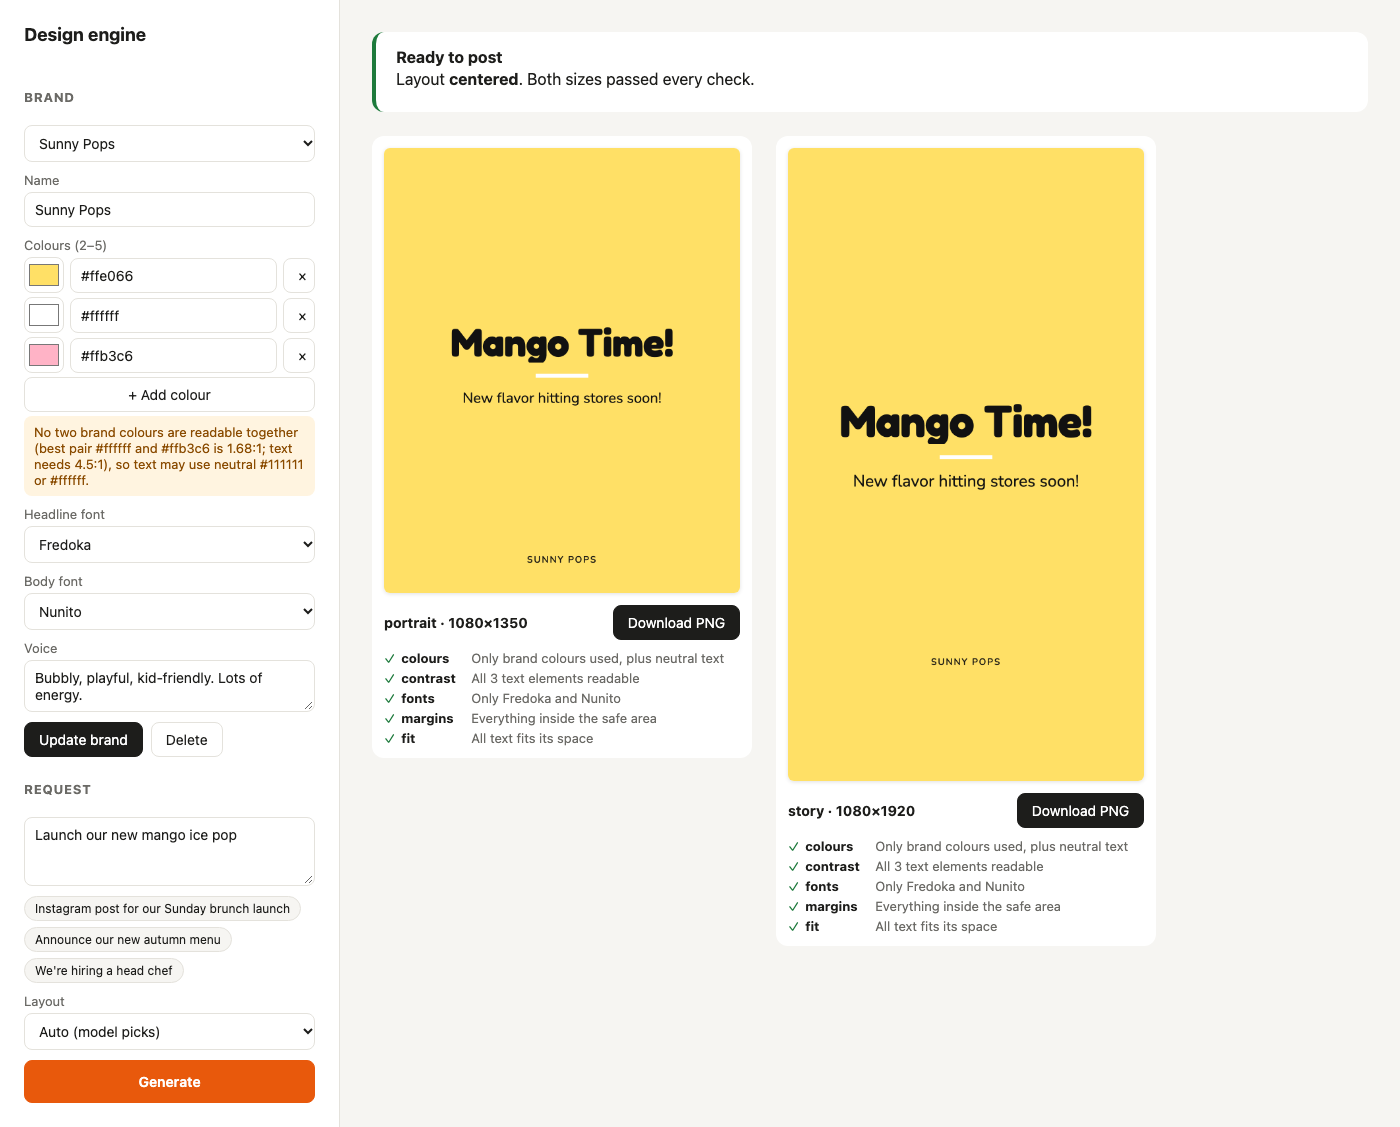 Design engine
BRAND
Sunny Pops
Name
Sunny Pops
Colours (2–5)
#ffe066
×
#ffffff
×
#ffb3c6
×
+ Add colour
No two brand colours are readable together
(best pair #ffffff and #ffb3c6 is 1.68:1; text
needs 4.5:1), so text may use neutral #111111
or #ffffff.
Headline font
Fredoka
Body font
Nunito
Voice
Bubbly, playful, kid-friendly. Lots of
energy.
Update brand
Delete
REQUEST
Launch our new mango ice pop
Instagram post for our Sunday brunch launch
Announce our new autumn menu
We're hiring a head chef
Layout
Auto (model picks)
Generate
Ready to post
Layout centered. Both sizes passed every check.
Mango Time!
New flavor hitting stores soon!
SUNNY POPS
portrait · 1080×1350
Download PNG
✓ colours Only brand colours used, plus neutral text
✓ contrast All 3 text elements readable
✓ fonts Only Fredoka and Nunito
✓ margins Everything inside the safe area
✓ fit All text fits its space
Mango Time!
New flavor hitting stores soon!
SUNNY POPS
story · 1080×1920
Download PNG
✓ colours Only brand colours used, plus neutral text
✓ contrast All 3 text elements readable
✓ fonts Only Fredoka and Nunito
✓ margins Everything inside the safe area
✓ fit All text fits its space